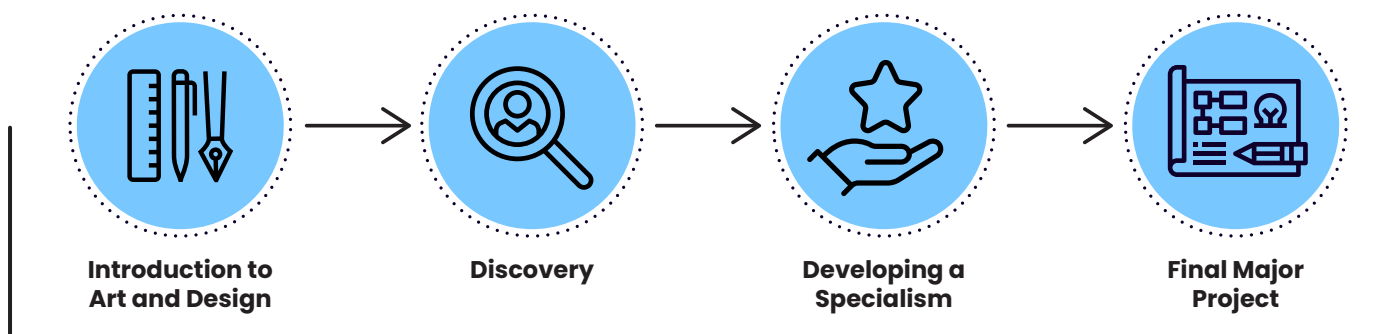 Introduction to
Art and Design
Discovery
Developing a
Specialism
Final Major
Project